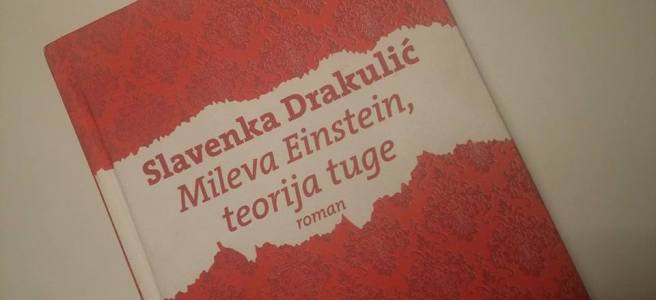 Slavenka Drakulić
Mileva Einstein,
teorija tuge
roman